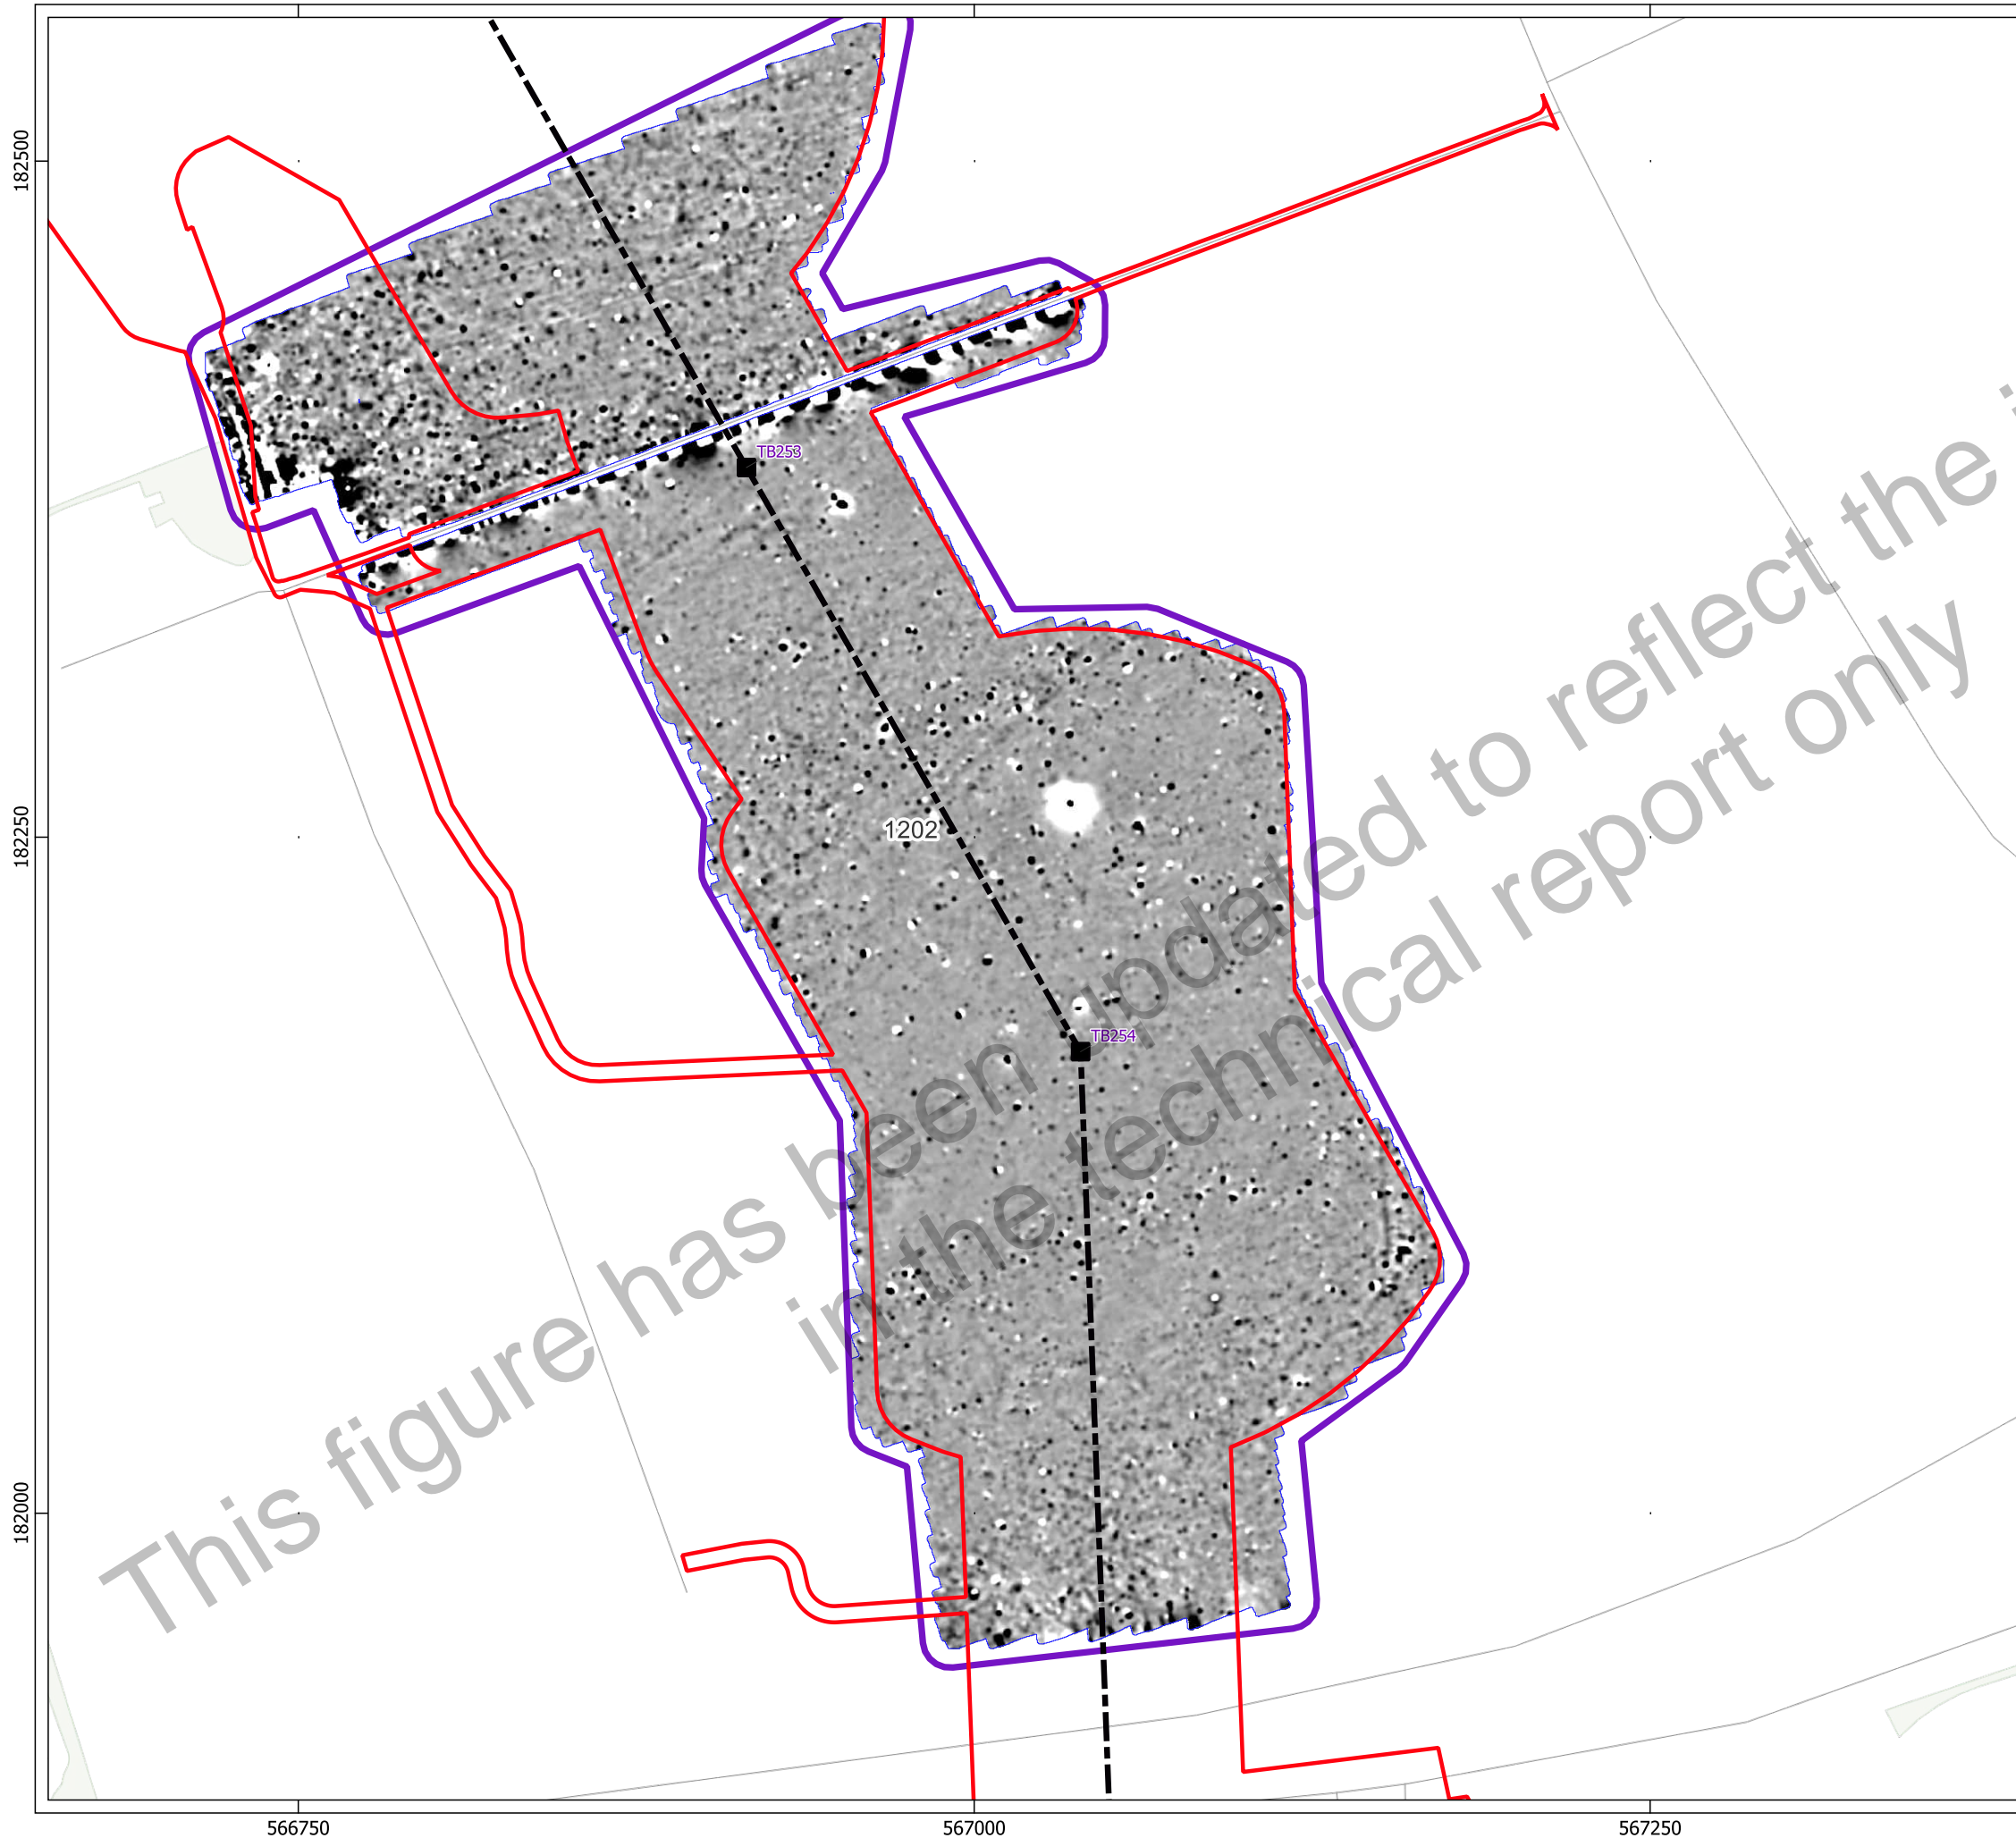 182500
182250
182000
566750
567000
567250
TB253
1202
TB254
This figure has been updated to reflect the i
in the technical report only